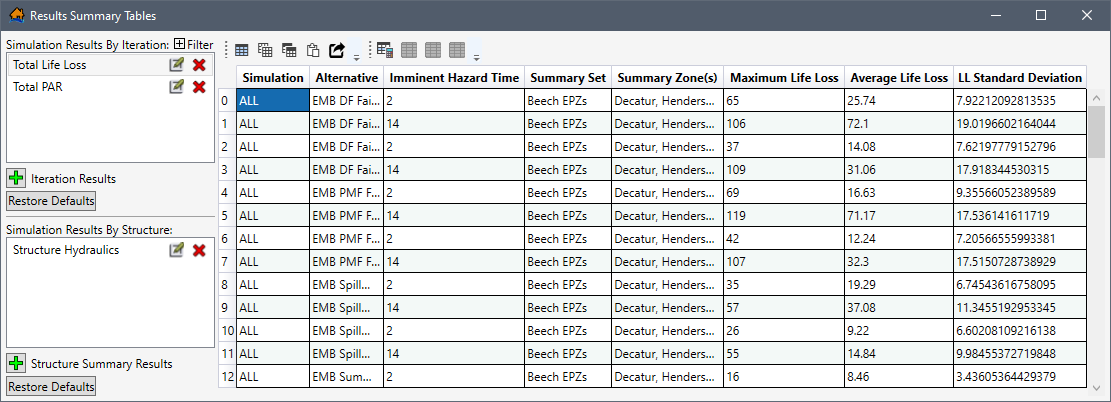 Results Summary Tables
Simulation Results By Iteration: Filter
Total Life Loss
Total PAR
Iteration Results
Restore Defaults
Simulation Results By Structure:
Structure Hydraulics
Structure Summary Results
Restore Defaults
Simulation Alternative Imminent Hazard Time Summary Set Summary Zone(s) Maximum Life Loss Average Life Loss LL Standard Deviation
0 ALL EMB DF Fai... 2 Beech EPZs Decatur, Henders... 65 25.74 7.92212092813535
1 ALL EMB DF Fai... 14 Beech EPZs Decatur, Henders... 106 72.1 19.0196602164044
2 ALL EMB DF Fai... 2 Beech EPZs Decatur, Henders... 37 14.08 7.62197779152796
3 ALL EMB DF Fai... 14 Beech EPZs Decatur, Henders... 109 31.06 17.918344530315
4 ALL EMB PMF F... 2 Beech EPZs Decatur, Henders... 69 16.63 9.35566052389589
5 ALL EMB PMF F... 14 Beech EPZs Decatur, Henders... 119 71.17 17.536141611719
6 ALL EMB PMF F... 2 Beech EPZs Decatur, Henders... 42 12.24 7.20566555993381
7 ALL EMB PMF F... 14 Beech EPZs Decatur, Henders... 107 32.3 17.5150728738929
8 ALL EMB Spill... 2 Beech EPZs Decatur, Henders... 35 19.29 6.74543616758095
9 ALL EMB Spill... 14 Beech EPZs Decatur, Henders... 57 37.08 11.3455192953345
10 ALL EMB Spill... 2 Beech EPZs Decatur, Henders... 26 9.22 6.60208109216138
11 ALL EMB Spill... 14 Beech EPZs Decatur, Henders... 55 14.84 9.98455372719848
12 ALL EMB Sum... 2 Beech EPZs Decatur, Henders... 16 8.46 3.43605364429379